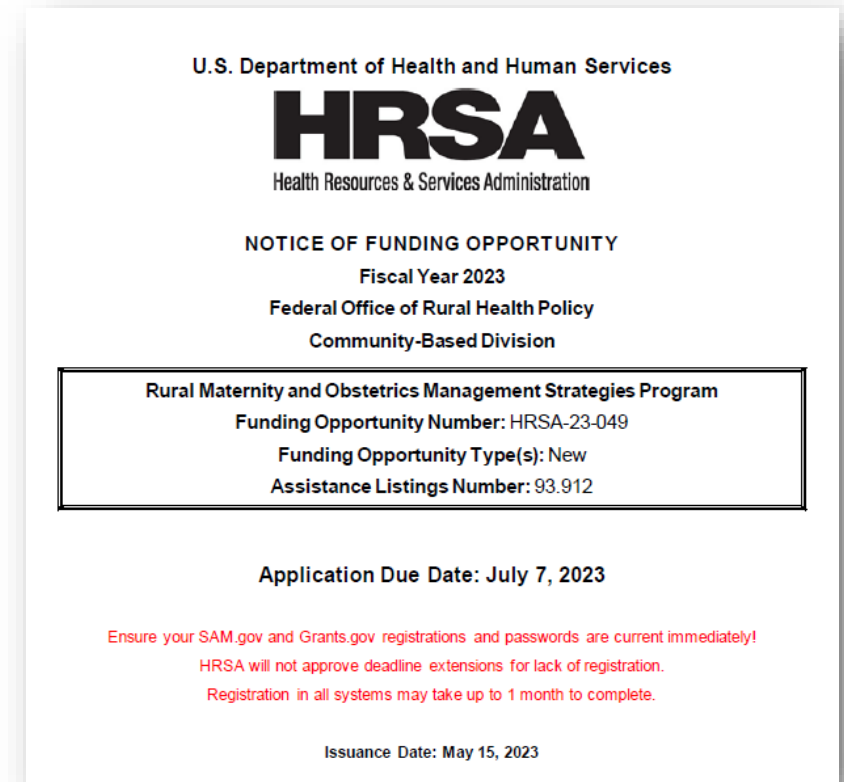 U.S. Department of Health and Human Services
HRSA
Health Resources & Services Administration
NOTICE OF FUNDING OPPORTUNITY
Fiscal Year 2023
Federal Office of Rural Health Policy
Community-Based Division
Rural Maternity and Obstetrics Management Strategies Program
Funding Opportunity Number: HRSA-23-049
Funding Opportunity Type(s): New
Assistance Listings Number: 93.912
Application Due Date: July 7, 2023
Ensure your SAM.gov and Grants.gov registrations and passwords are current immediately!
HRSA will not approve deadline extensions for lack of registration.
Registration in all systems may take up to 1 month to complete.
Issuance Date: May 15, 2023